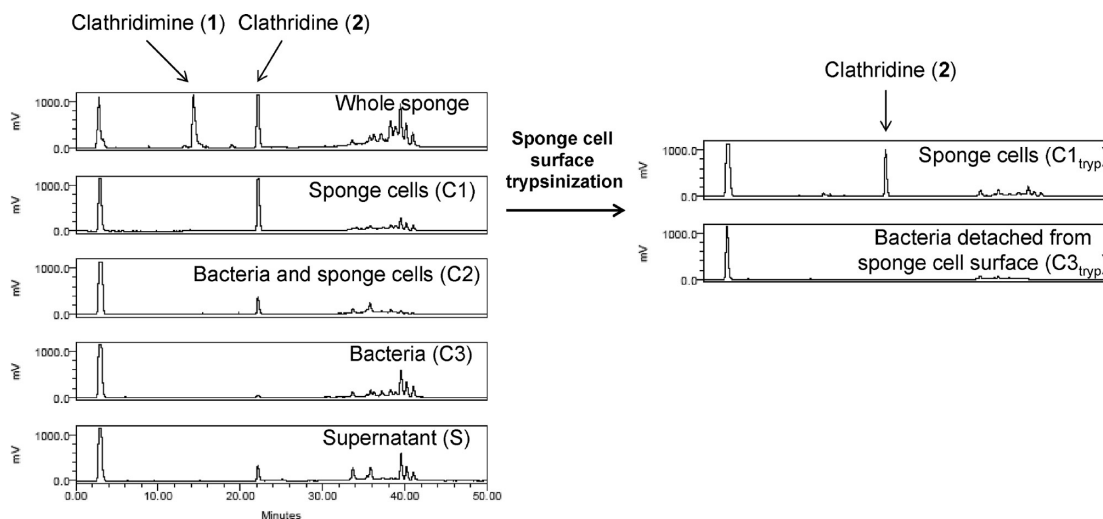 Clathridimine (1) Clathridine (2)
1000.0
mV
0.0
Whole sponge
1000.0
mV
0.0
Sponge cells (C1)
1000.0
mV
0.0
Bacteria and sponge cells (C2)
1000.0
mV
0.0
Bacteria (C3)
1000.0
mV
0.0
Supernatant (S)
0.00 10.00 20.00 30.00 40.00 50.00
Minutes
Sponge cell
surface
trypsinization
Clathridine (2)
1000.0
mV
0.0
Sponge cells (C1tryp)
1000.0
mV
0.0
Bacteria detached from
sponge cell surface (C3tryp)